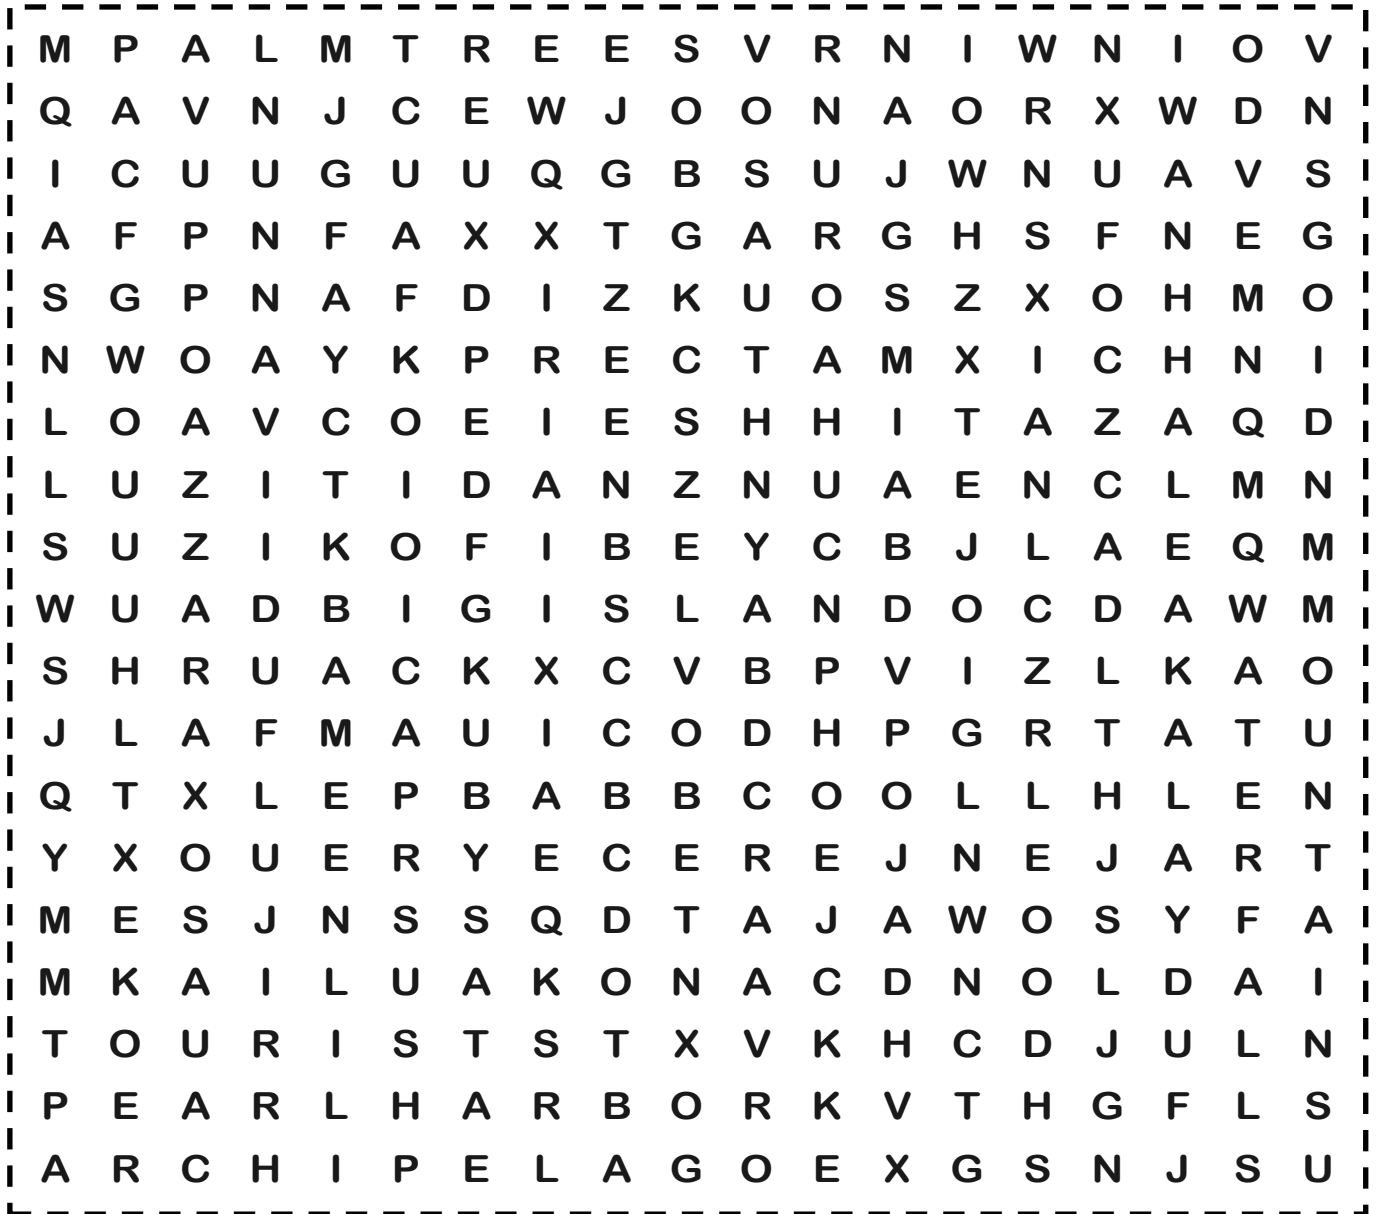 M P A L M T R E E S V R N I W N I O V
Q A V N J C E W J O O N A O R X W D N
I C U U G U U Q G B S U J W N U A V S
A F P N F A X X T G A R G H S F N E G
S G P N A F D I Z K U O S Z X O H M O
N W O A Y K P R E C T A M X I C H N I
L O A V C O E I E S H H I T A Z A Q D
L U Z I T I D A N Z N U A E N C L M N
S U Z I K O F I B E Y C B J L A E Q M
W U A D B I G I S L A N D O C D A W M
S H R U A C K X C V B P V I Z L K A O
J L A F M A U I C O D H P G R T A T U
Q T X L E P B A B B C O O L L H L E N
Y X O U E R Y E C E R E J N E J A R T
M E S J N S S Q D T A J A W O S Y F A
M K A I L U A K O N A C D N O L D A I
T O U R I S T S T X V K H C D J U L N
P E A R L H A R B O R K V T H G F L S
A R C H I P E L A G O E X G S N J S U